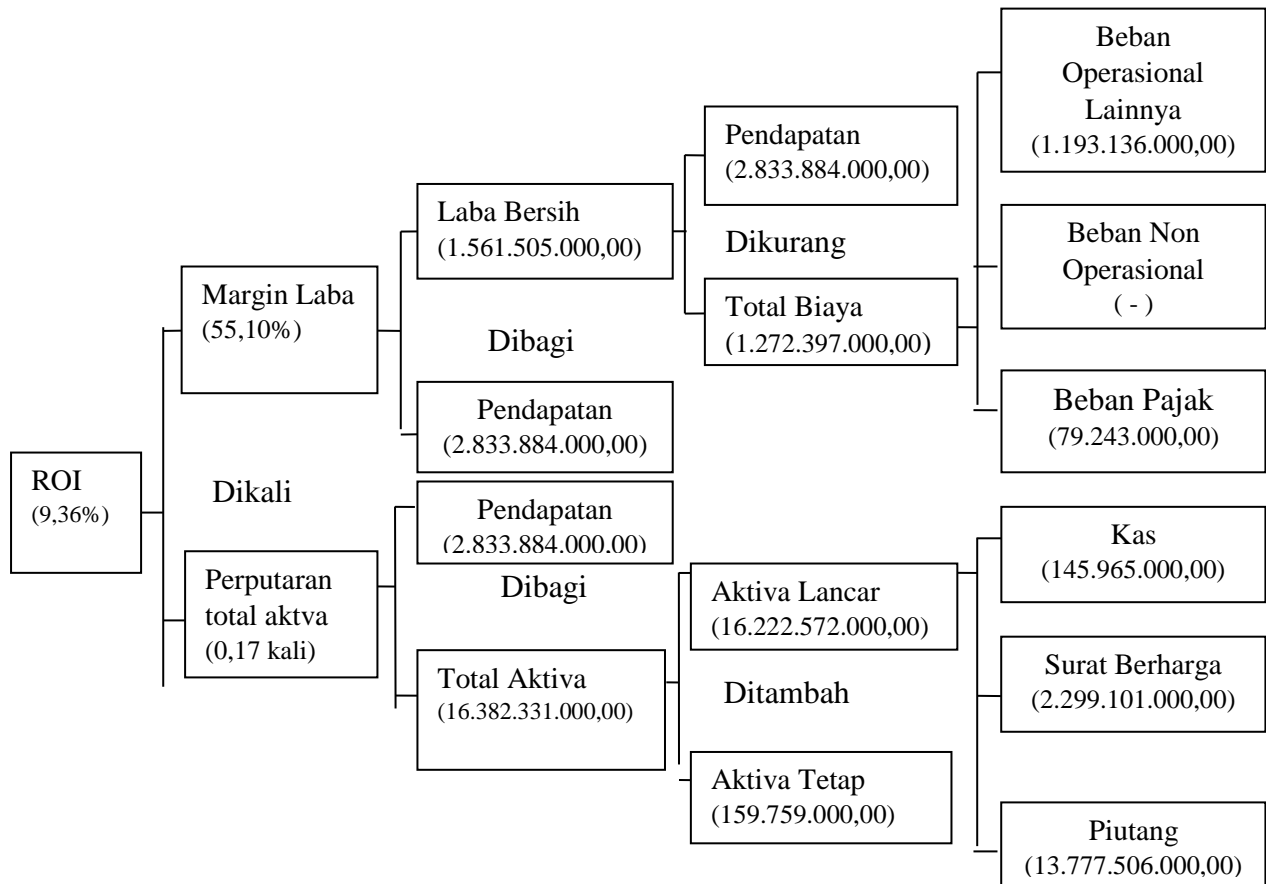 Beban
Operasional
Lainnya
(1.193.136.000,00)
Pendapatan
(2.833.884.000,00)
Laba Bersih
(1.561.505.000,00)
Dikurang
Beban Non
Operasional
( - )
Margin Laba
(55,10%)
Total Biaya
(1.272.397.000,00)
Dibagi
Pendapatan
(2.833.884.000,00)
Beban Pajak
(79.243.000,00)
ROI
(9,36%)
Dikali
Pendapatan
(2.833.884.000.00)
Kas
(145.965.000,00)
Perputaran
total aktva
(0,17 kali)
Dibagi
Aktiva Lancar
(16.222.572.000,00)
Total Aktiva
(16.382.331.000,00)
Ditambah
Surat Berharga
(2.299.101.000,00)
Aktiva Tetap
(159.759.000,00)
Piutang
(13.777.506.000,00)